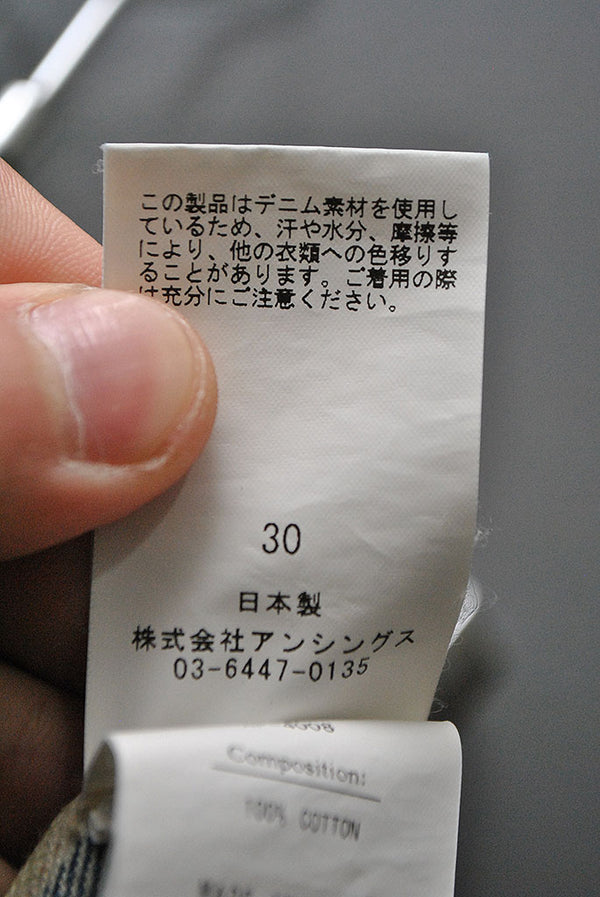 この製品はデニム素材を使用し
ているため、汗や水分、摩擦等
により、他の衣類への色移りす
ることがあります。ご着用の際
は充分にご注意ください。
30
日本製
株式会社アンシングス
03-6447-0135
4008
Composition:
100% COTTON